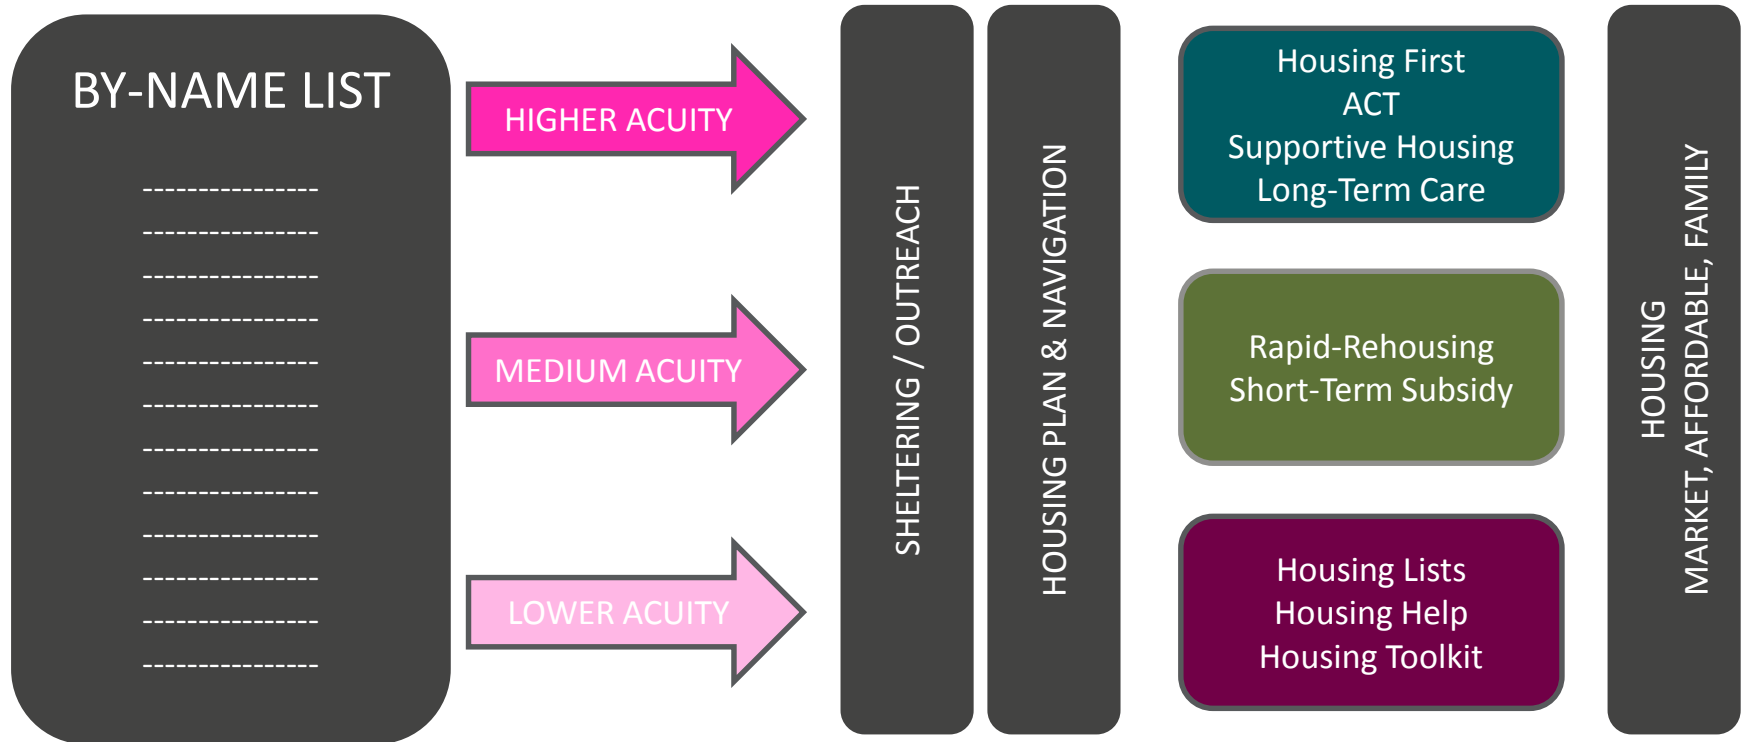 BY-NAME LIST
----------------
----------------
----------------
----------------
----------------
----------------
----------------
----------------
----------------
----------------
----------------
----------------
HIGHER ACUITY
MEDIUM ACUITY
LOWER ACUITY
SHELTERING / OUTREACH
HOUSING PLAN & NAVIGATION
Housing First
ACT
Supportive Housing
Long-Term Care
Rapid-Rehousing
Short-Term Subsidy
Housing Lists
Housing Help
Housing Toolkit
HOUSING
MARKET, AFFORDABLE, FAMILY